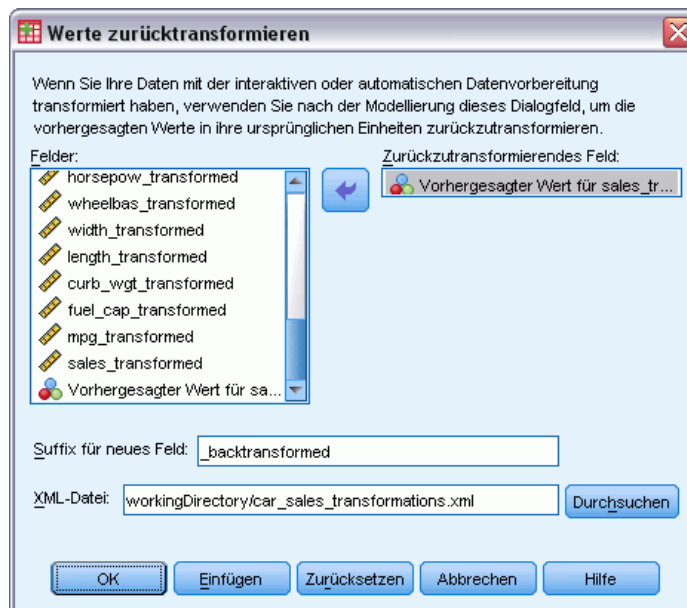 Werte zurücktransformieren
Wenn Sie Ihre Daten mit der interaktiven oder automatischen Datenvorbereitung
transformiert haben, verwenden Sie nach der Modellierung dieses Dialogfeld, um die
vorhergesagten Werte in ihre ursprünglichen Einheiten zurückzutransformieren.
Felder:
Zurückzutransformierendes Feld:
horsepow_transformed
wheelbas_transformed
width_transformed
length_transformed
curb_wgt_transformed
fuel_cap_transformed
mpg_transformed
sales_transformed
Vorhergesagter Wert für sa...
Vorhergesagter Wert für sales_tr...
Suffix für neues Feld: _backtransformed
XML-Datei: workingDirectory/car_sales_transformations.xml Durchsuchen
OK Einfügen Zurücksetzen Abbrechen Hilfe